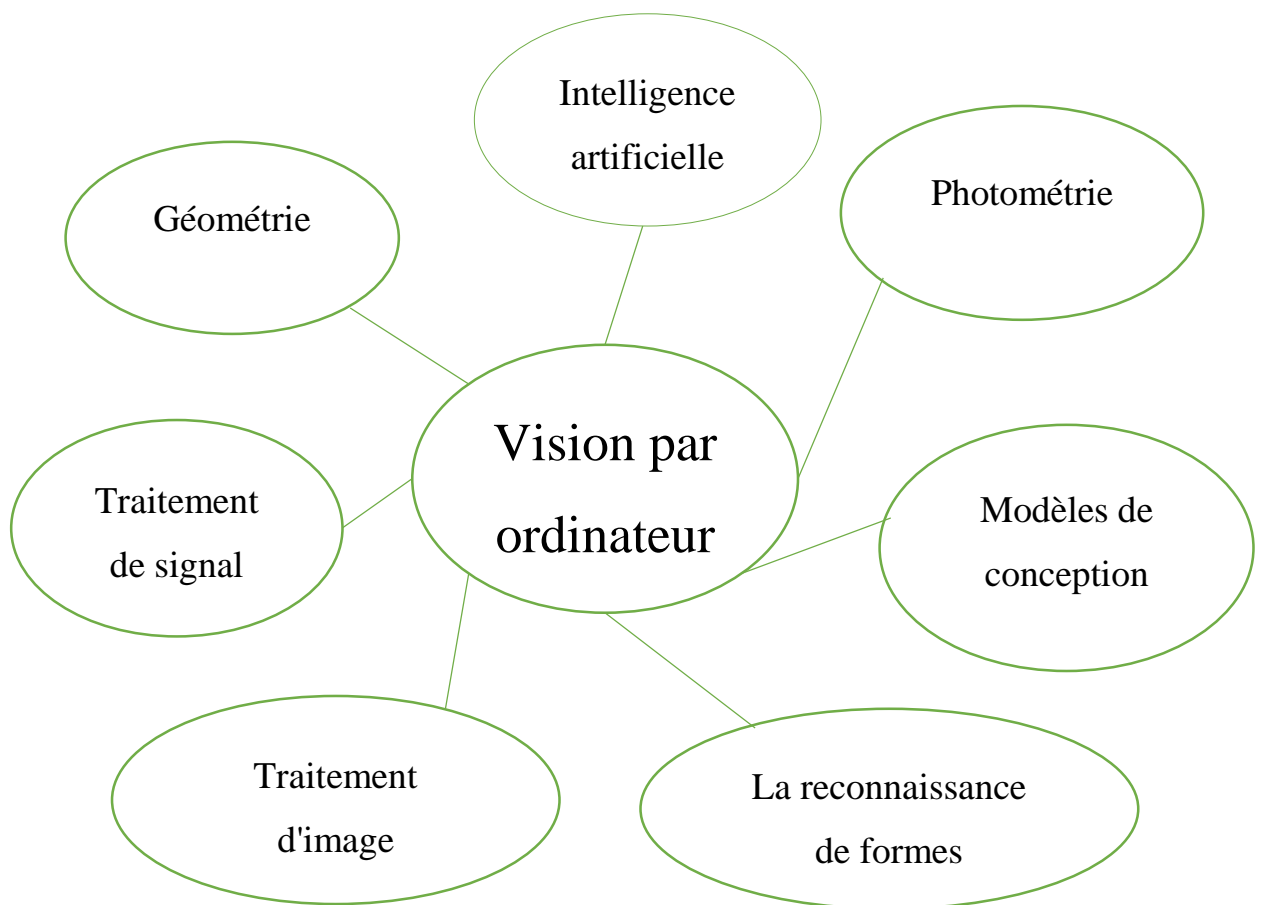 Intelligence
artificielle
Photométrie
Géométrie
Vision par
ordinateur
Traitement
de signal
Modèles de
conception
Traitement
d'image
La reconnaissance
de formes